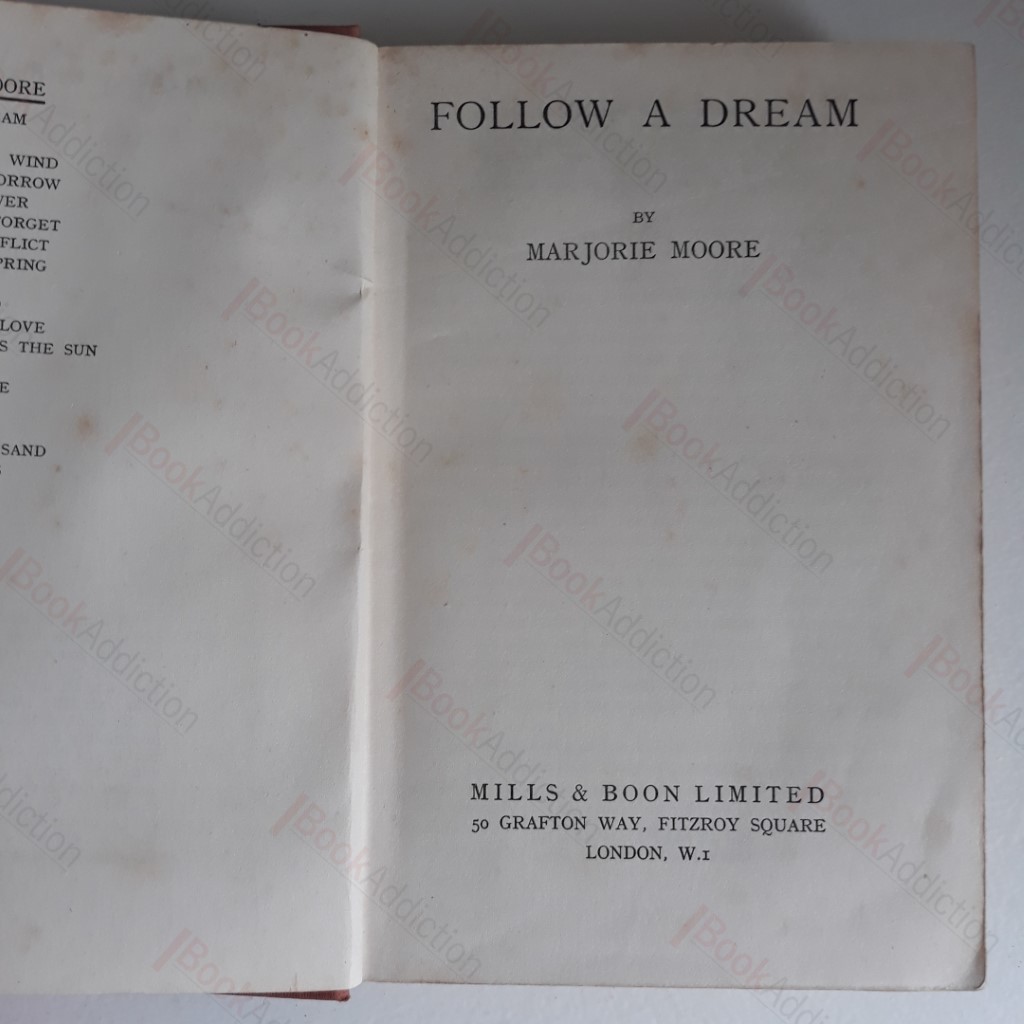 OORE
AM
WIND
ORROW
VER
ORGET
FLICT
PRING
LOVE
S THE SUN
E
SAND
FOLLOW A DREAM
BY
MARJORIE MOORE
MILLS & BOON LIMITED
50 GRAFTON WAY, FITZROY SQUARE
LONDON, W.1
BookAddiction